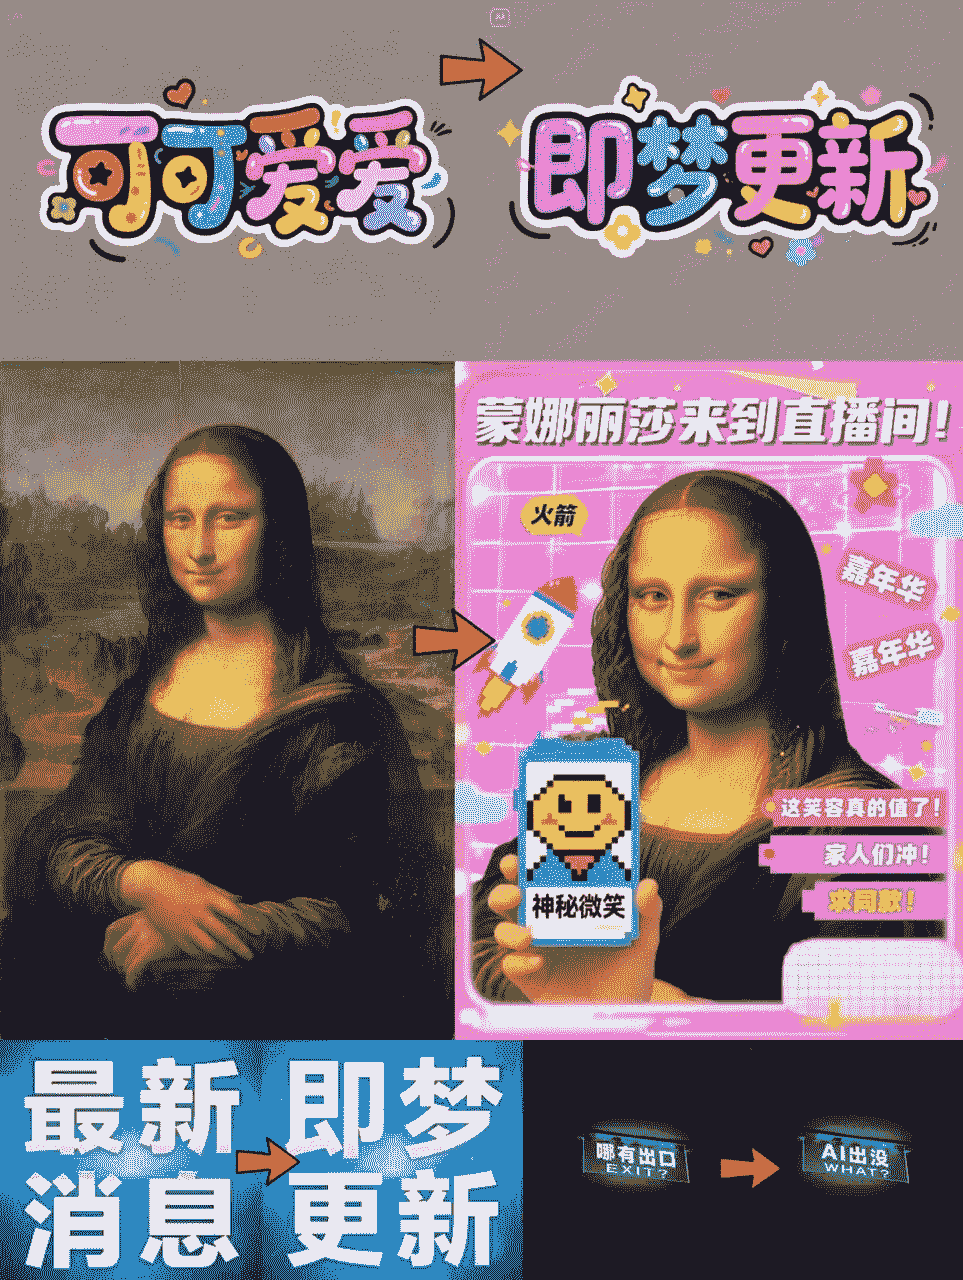 可可爱爱
即梦更新
蒙娜丽莎来到直播间！
火箭
嘉年华
嘉年华
这笑容真的值了！
家人们冲！
求同款！
神秘微笑
最新
消息
即梦
更新
哪有出口
EXIT?
AI出没
WHAT?